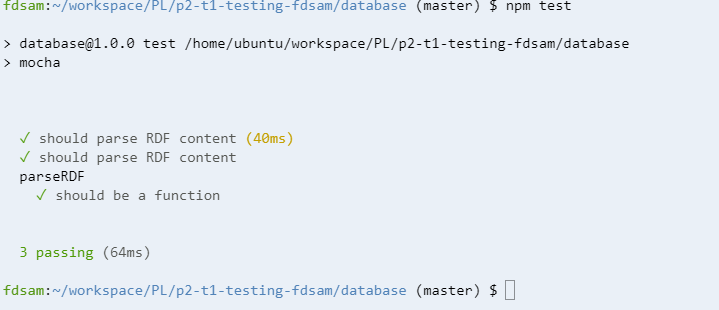 fdsam:~/workspace/PL/p2-t1-testing-fdsam/database (master) $ npm test
> database@1.0.0 test /home/ubuntu/workspace/PL/p2-t1-testing-fdsam/database
> mocha
✓ should parse RDF content (40ms)
✓ should parse RDF content
parseRDF
✓ should be a function
3 passing (64ms)
fdsam:~/workspace/PL/p2-t1-testing-fdsam/database (master) $